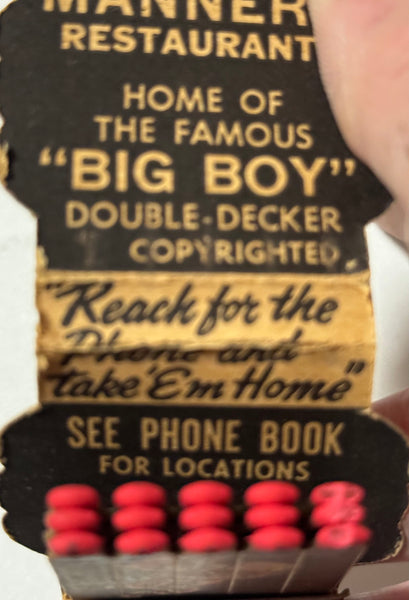 MANNER
RESTAURANT
HOME OF
THE FAMOUS
"BIG BOY"
DOUBLE-DECKER
COPYRIGHTED
"Reach for the
Phone and
take 'Em Home"
SEE PHONE BOOK
FOR LOCATIONS